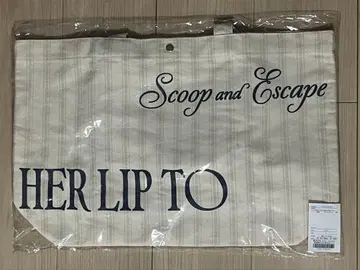 Scoop and Escape
HER LIP TO